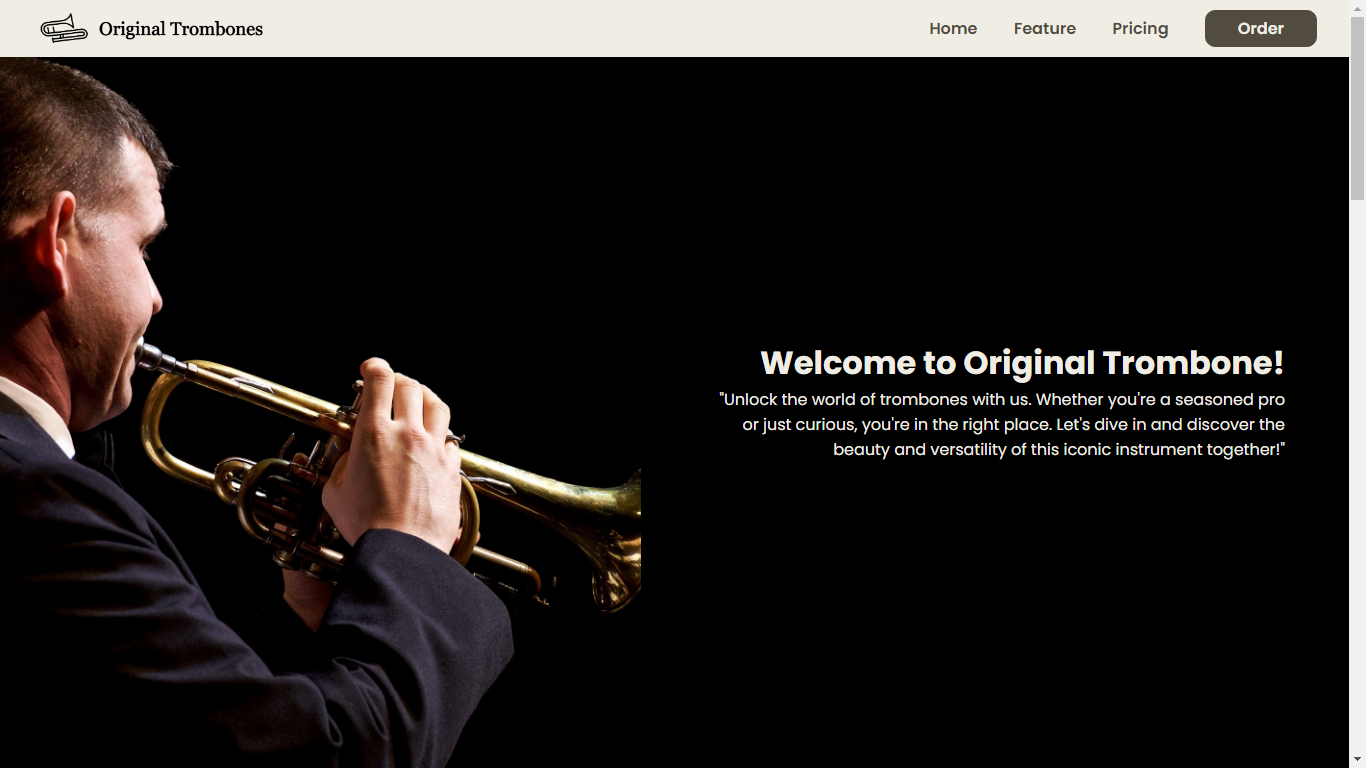 Original Trombones
Home Feature Pricing Order
Welcome to Original Trombone!
"Unlock the world of trombones with us. Whether you're a seasoned pro
or just curious, you're in the right place. Let's dive in and discover the
beauty and versatility of this iconic instrument together!"